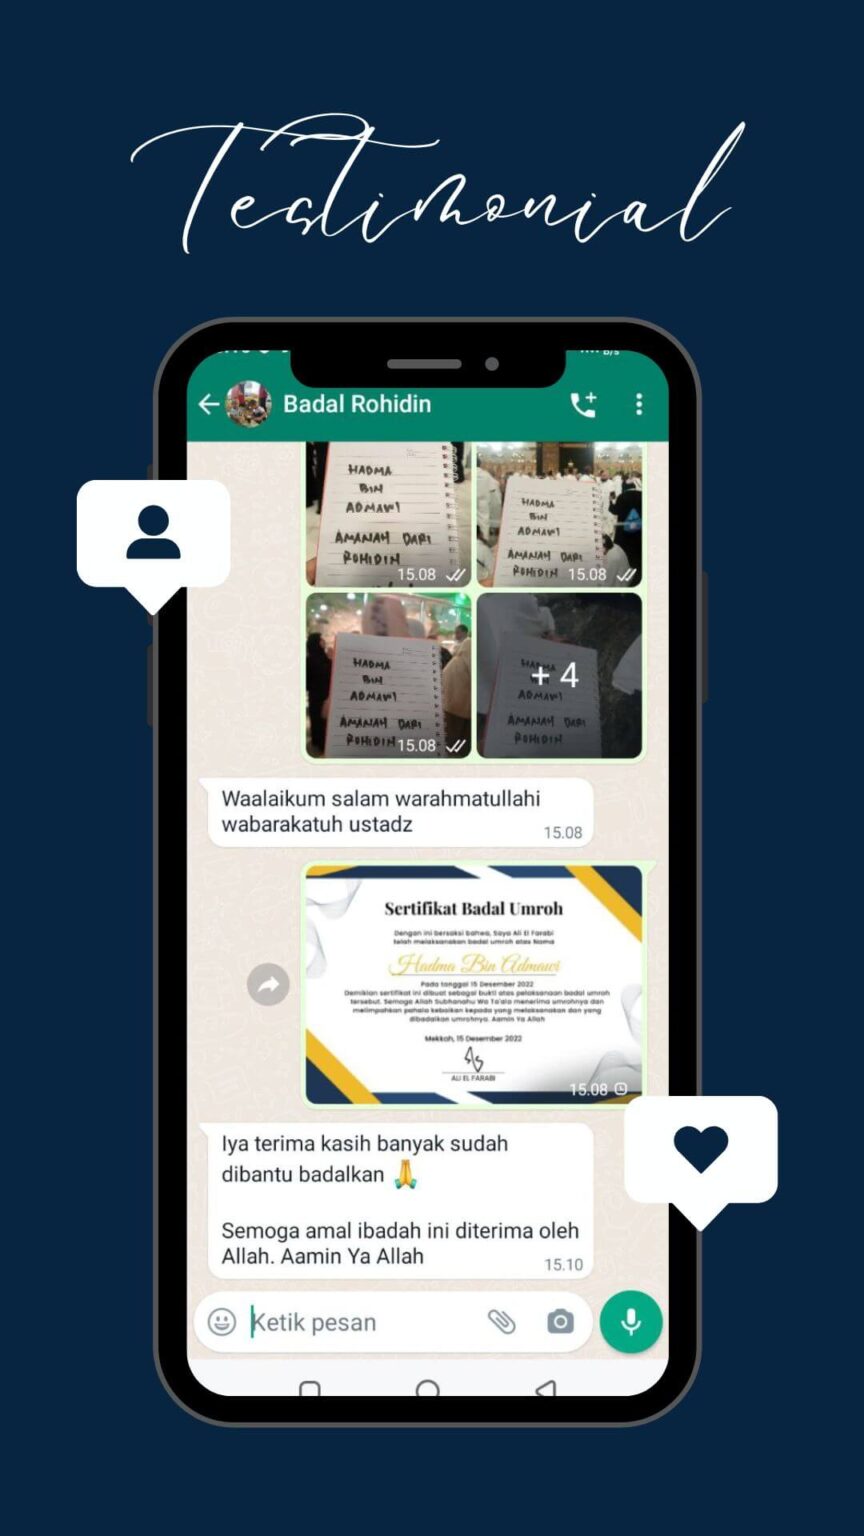 Testimonial
Badal Rohidin
HADMA
BIN
ADMAWI
AMANAH DARI
ROHIDIN
15.08
HADMA
BIN
ADMAWI
AMANAH DARI
ROHIDIN
15.08
HADMA
BIN
ADMAWI
AMANAH DARI
ROHIDIN
15.08
HADMA
+ 4
ADMAWI
AMANAH DARI
ROHIDIN
Waalaikum salam warahmatullahi
wabarakatuh ustadz
15.08
Sertifikat Badal Umroh
Dengan ini bersaksi bahwa, Saya Ali El Farabi
telah melaksanakan badal umroh atas Nama
Hadma Bin Admawi
Pada tanggal 15 Desember 2022
Demikian sertifikat ini dibuat sebagai bukti atas pelaksanaan badal umroh
tersebut. Semoga Allah Subhanahu Wa Ta'ala menerima umrohnya dan
melimpahkan pahala kebaikan kepada yang melaksanakan dan yang
dibadalkan umrohnya. Aamin Ya Allah
Mekkah, 15 Desember 2022
ALI EL FARABI
15.08
Iya terima kasih banyak sudah
dibantu badalkan 🙏
Semoga amal ibadah ini diterima oleh
Allah. Aamin Ya Allah
15.10
Ketik pesan